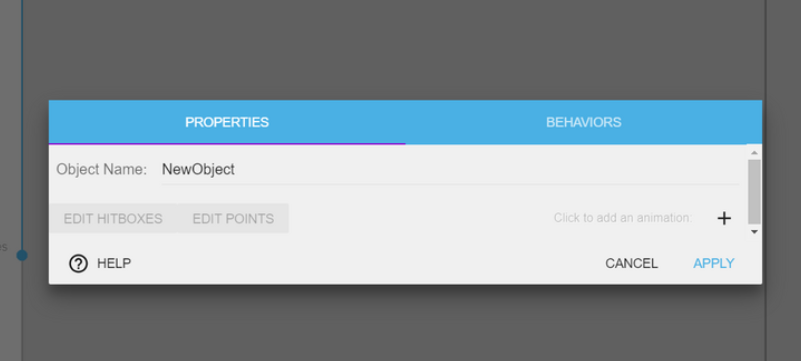 PROPERTIES BEHAVIORS
Object Name: NewObject
EDIT HITBOXES EDIT POINTS Click to add an animation
HELP CANCEL APPLY